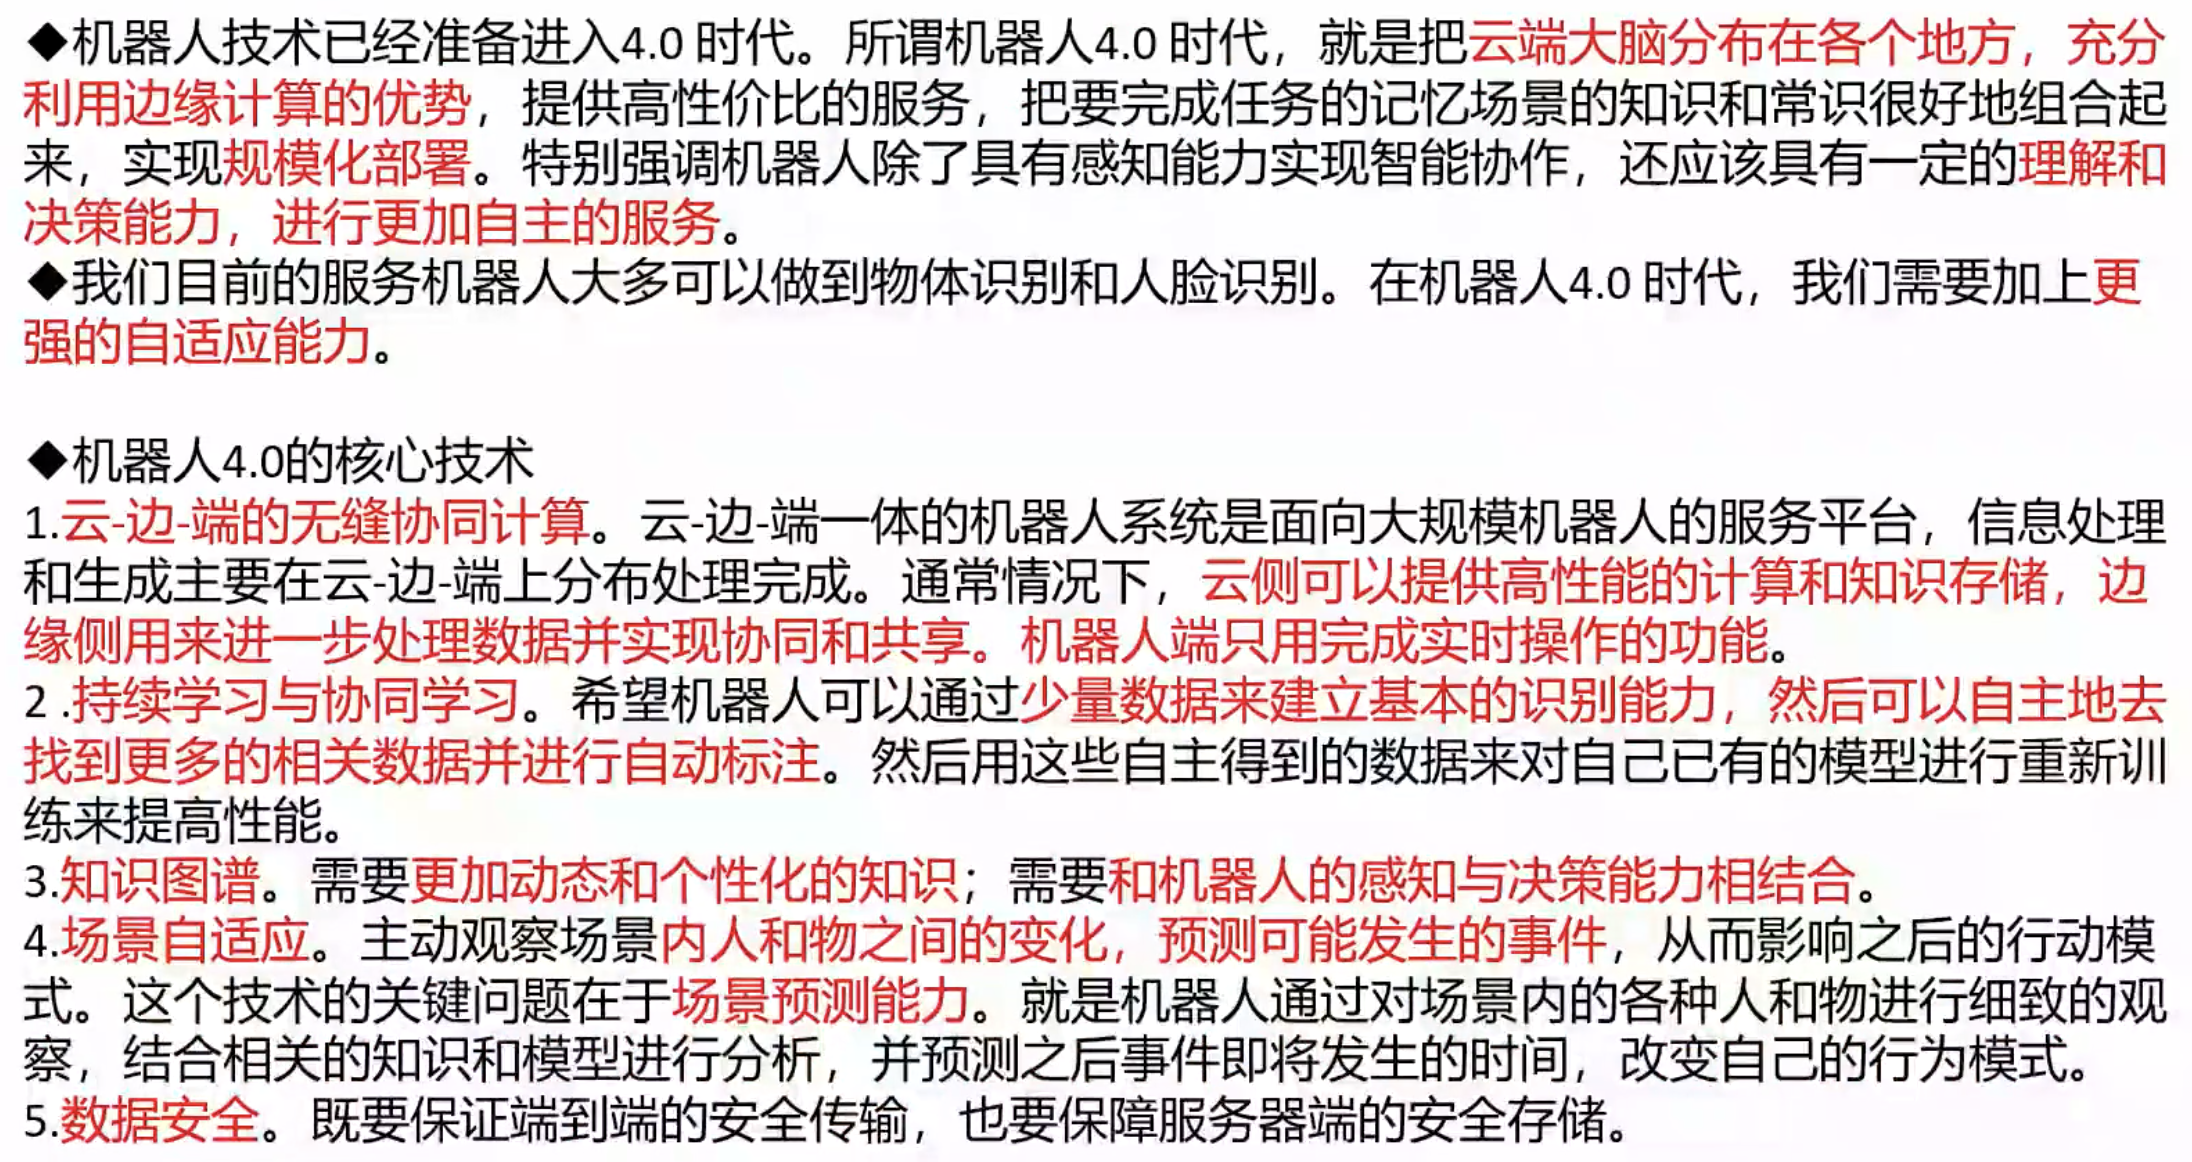 ◆机器人技术已经准备进入4.0 时代。所谓机器人4.0 时代，就是把云端大脑分布在各个地方，充分
利用边缘计算的优势，提供高性价比的服务，把要完成任务的记忆场景的知识和常识很好地组合起
来，实现规模化部署。特别强调机器人除了具有感知能力实现智能协作，还应该具有一定的理解和
决策能力，进行更加自主的服务。
◆我们目前的服务机器人大多可以做到物体识别和人脸识别。在机器人4.0 时代，我们需要加上更
强的自适应能力。
◆机器人4.0的核心技术
1.云-边-端的无缝协同计算。云-边-端一体的机器人系统是面向大规模机器人的服务平台，信息处理
和生成主要在云-边-端上分布处理完成。通常情况下，云侧可以提供高性能的计算和知识存储，边
缘侧用来进一步处理数据并实现协同和共享。机器人端只用完成实时操作的功能。
2 .持续学习与协同学习。希望机器人可以通过少量数据来建立基本的识别能力，然后可以自主地去
找到更多的相关数据并进行自动标注。然后用这些自主得到的数据来对自己已有的模型进行重新训
练来提高性能。
3.知识图谱。需要更加动态和个性化的知识；需要和机器人的感知与决策能力相结合。
4.场景自适应。主动观察场景内人和物之间的变化，预测可能发生的事件，从而影响之后的行动模
式。这个技术的关键问题在于场景预测能力。就是机器人通过对场景内的各种人和物进行细致的观
察，结合相关的知识和模型进行分析，并预测之后事件即将发生的时间，改变自己的行为模式。
5.数据安全。既要保证端到端的安全传输，也要保障服务器端的安全存储。